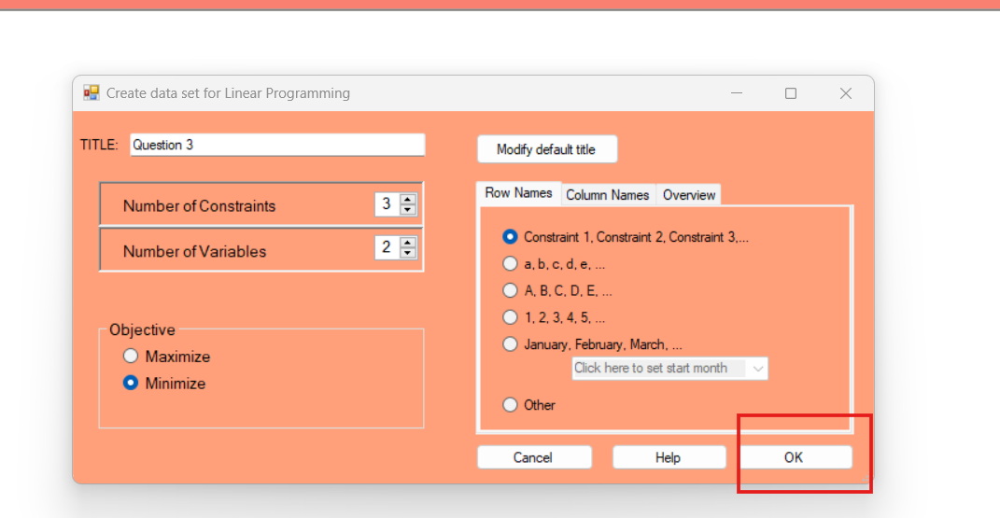 Create data set for Linear Programming
TITLE: Question 3
Modify default title
Number of Constraints 3
Number of Variables 2
Objective
Maximize
Minimize
Row Names Column Names Overview
Constraint 1, Constraint 2, Constraint 3,...
a, b, c, d, e, ...
A, B, C, D, E, ...
1, 2, 3, 4, 5, ...
January, February, March, ...
Click here to set start month
Other
Cancel Help OK